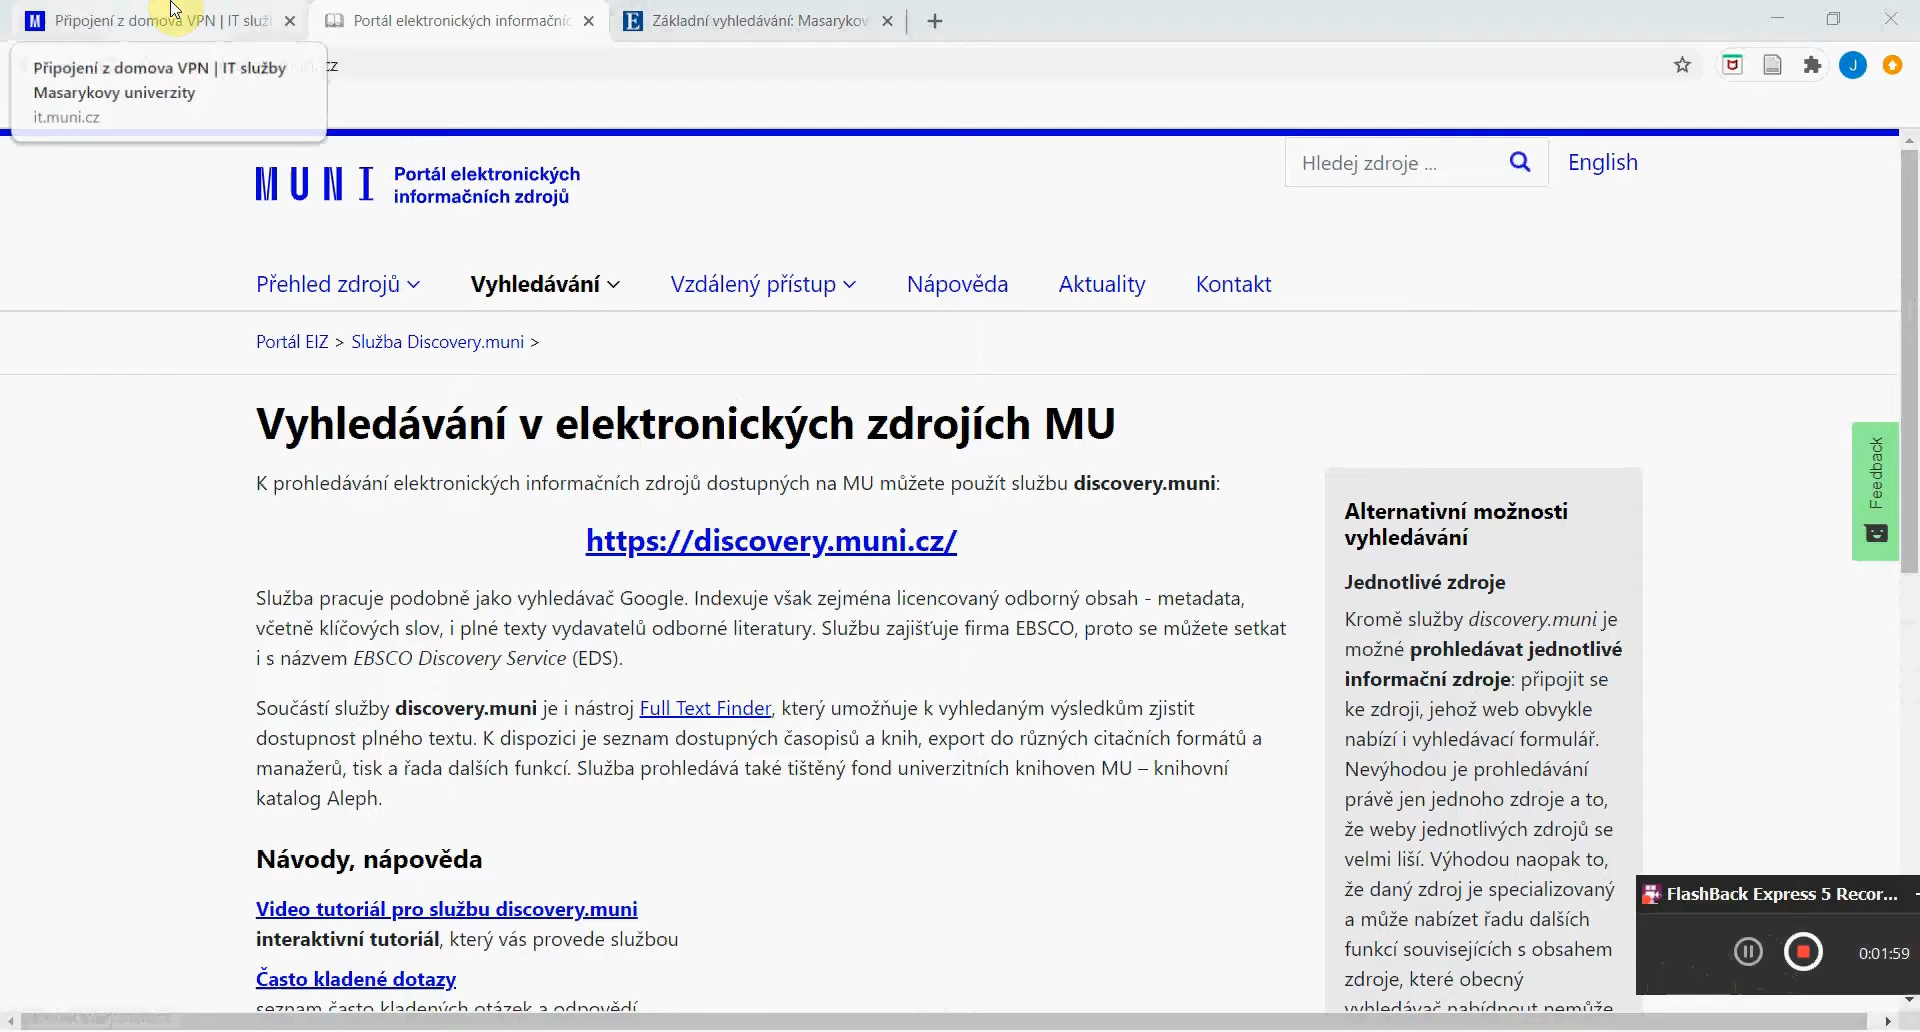 Připojení z domova VPN | IT služ
Portál elektronických informačníc
Základní vyhledávání: Masarykov
Připojení z domova VPN | IT služby
Masarykovy univerzity
it.muni.cz
cz
J
MUNI
Portál elektronických
informačních zdrojů
Hledej zdroje ...
English
Přehled zdrojů
Vyhledávání
Vzdálený přístup
Nápověda
Aktuality
Kontakt
Portál EIZ > Služba Discovery.muni >
Vyhledávání v elektronických zdrojích MU
K prohledávání elektronických informačních zdrojů dostupných na MU můžete použít službu discovery.muni:
https://discovery.muni.cz/
Služba pracuje podobně jako vyhledávač Google. Indexuje však zejména licencovaný odborný obsah - metadata,
včetně klíčových slov, i plné texty vydavatelů odborné literatury. Službu zajišťuje firma EBSCO, proto se můžete setkat
i s názvem EBSCO Discovery Service (EDS).
Součástí služby discovery.muni je i nástroj Full Text Finder, který umožňuje k vyhledaným výsledkům zjistit
dostupnost plného textu. K dispozici je seznam dostupných časopisů a knih, export do různých citačních formátů a
manažerů, tisk a řada dalších funkcí. Služba prohledává také tištěný fond univerzitních knihoven MU – knihovní
katalog Aleph.
Návody, nápověda
Video tutoriál pro službu discovery.muni
interaktivní tutoriál, který vás provede službou
Často kladené dotazy
seznam často kladených otázek a odpovědí
Alternativní možnosti
vyhledávání
Jednotlivé zdroje
Kromě služby discovery.muni je
možné prohledávat jednotlivé
informační zdroje: připojit se
ke zdroji, jehož web obvykle
nabízí i vyhledávací formulář.
Nevýhodou je prohledávání
právě jen jednoho zdroje a to,
že weby jednotlivých zdrojů se
velmi liší. Výhodou naopak to,
že daný zdroj je specializovaný
a může nabízet řadu dalších
funkcí souvisejících s obsahem
zdroje, které obecný
vyhledávač nabídnout nemůže
Feedback
FlashBack Express 5 Recor...
0:01:59